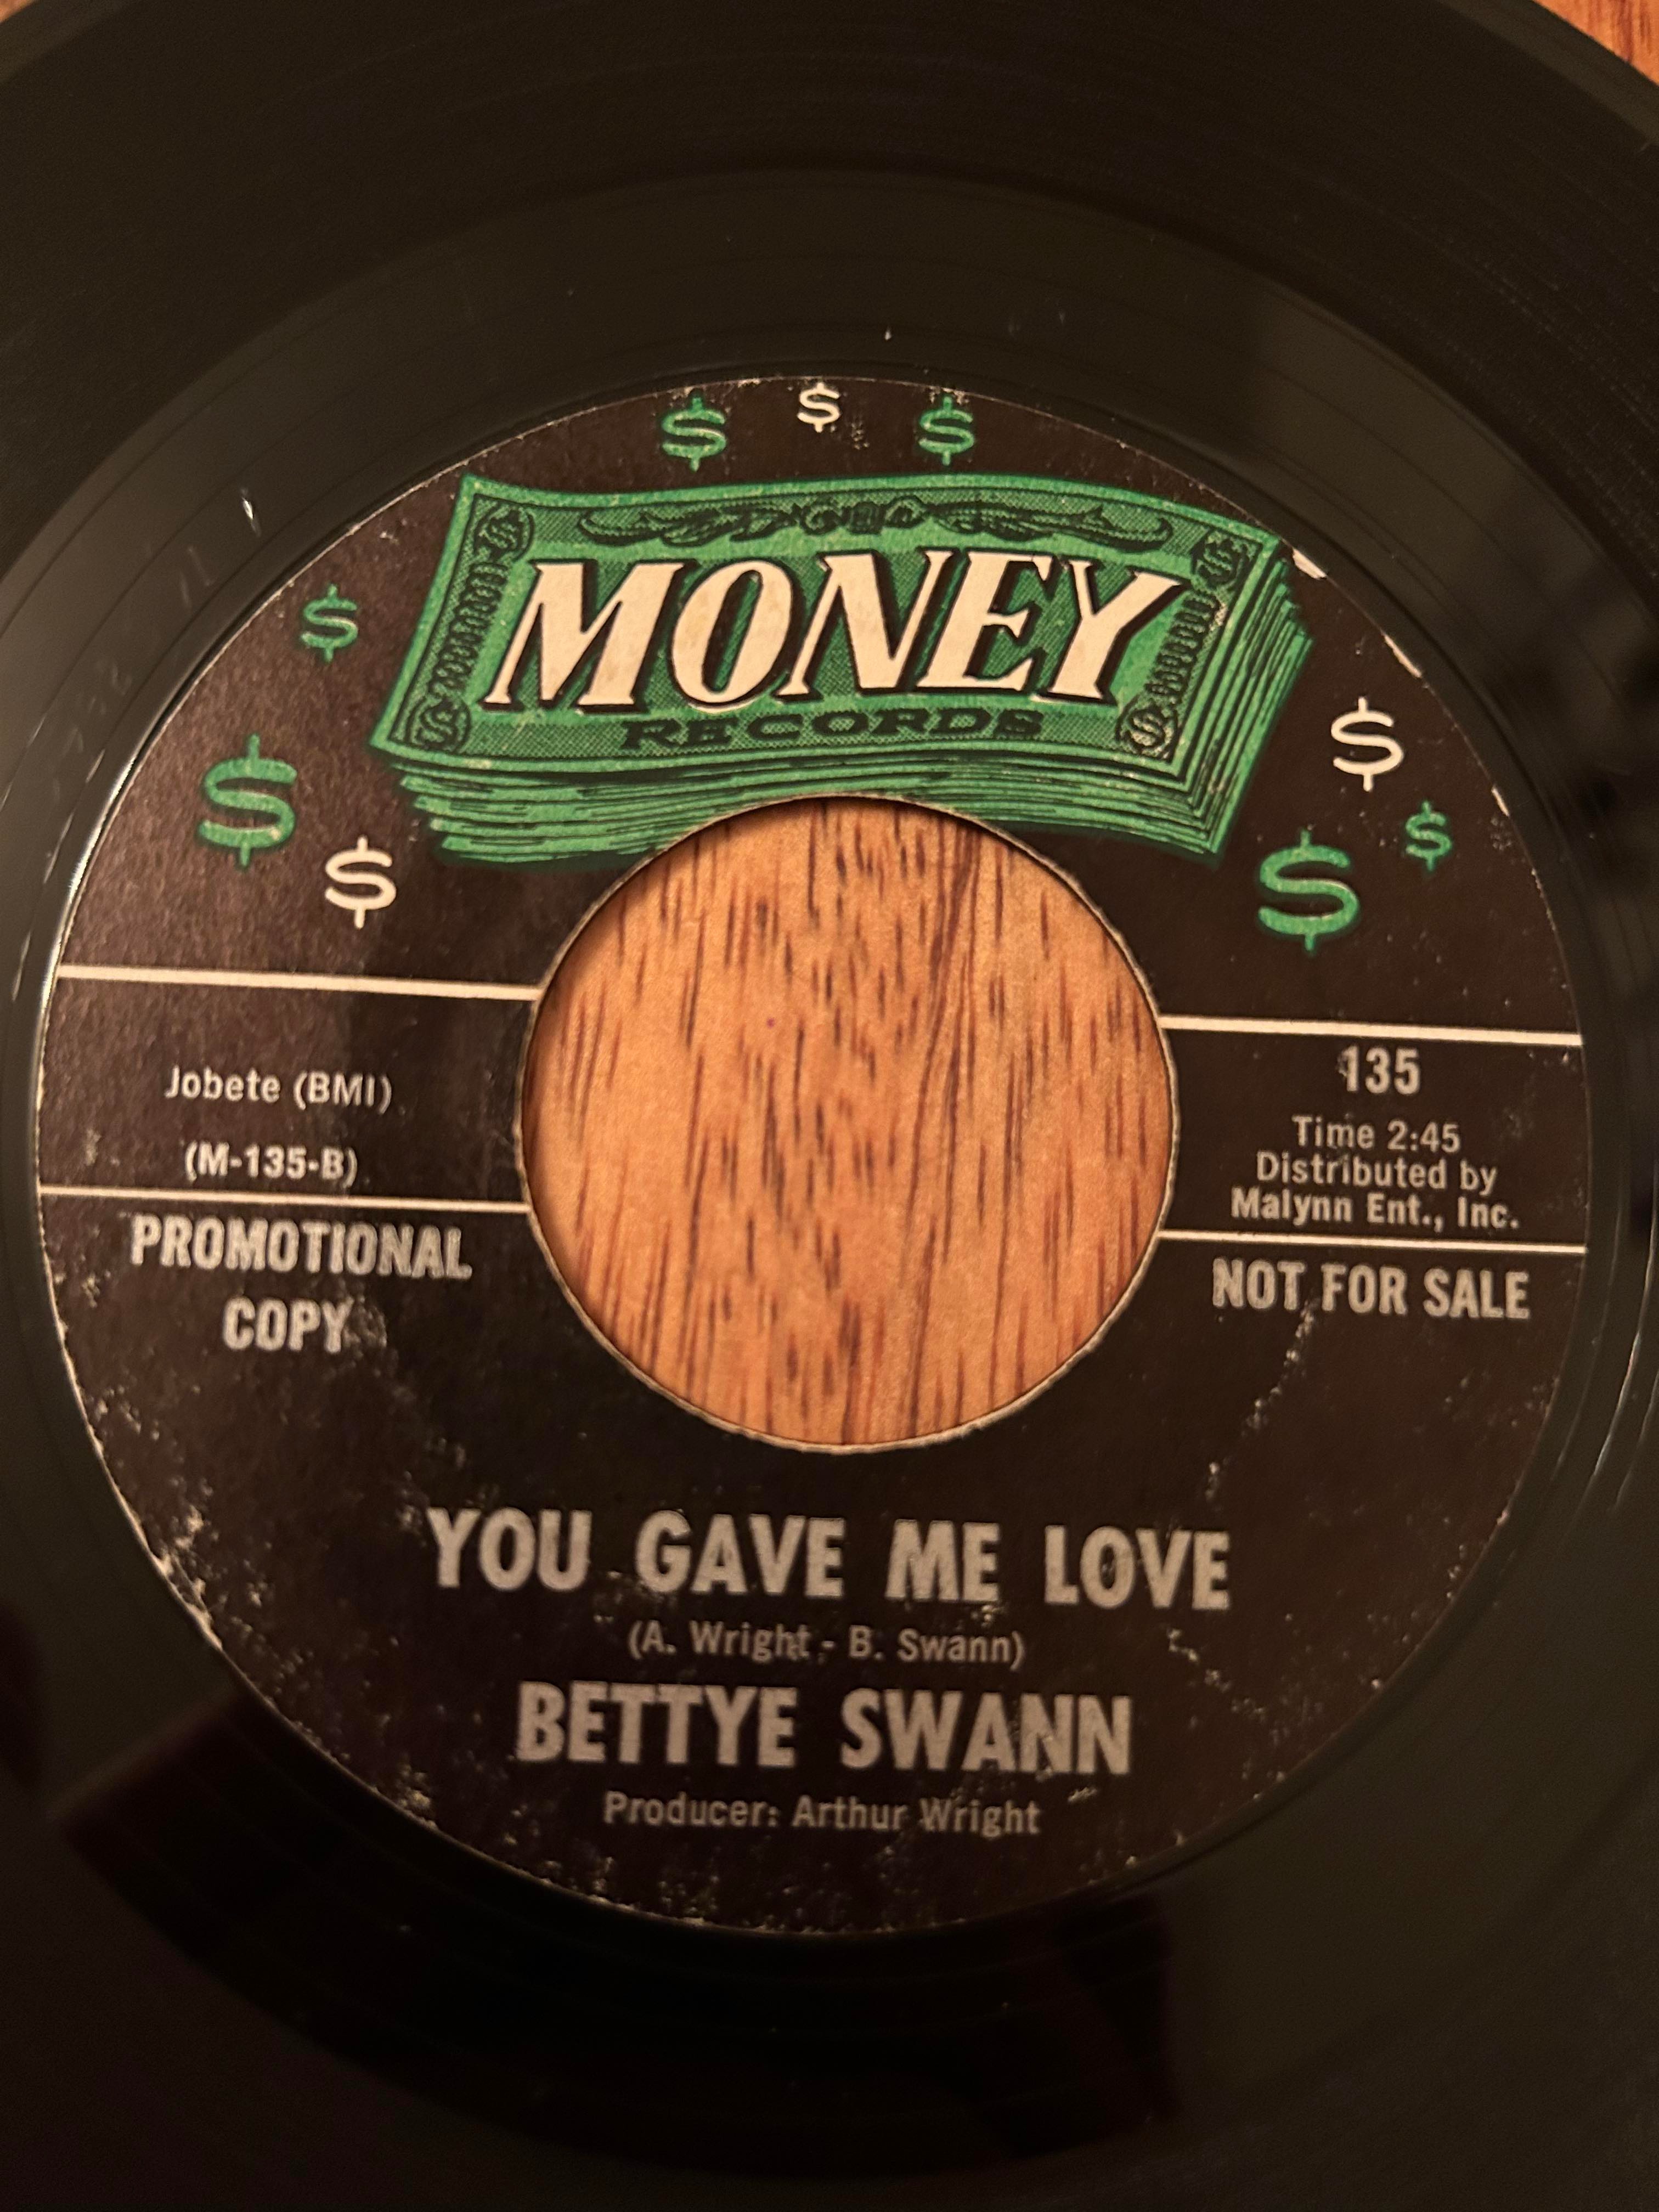 $ $ $
MONEY
RECORDS
$ $ $
$ $ $
Jobete (BMI)
(M-135-B)
PROMOTIONAL
COPY
135
Time 2:45
Distributed by
Malynn Ent., Inc.
NOT FOR SALE
YOU GAVE ME LOVE
(A. Wright - B. Swann)
BETTYE SWANN
Producer: Arthur Wright